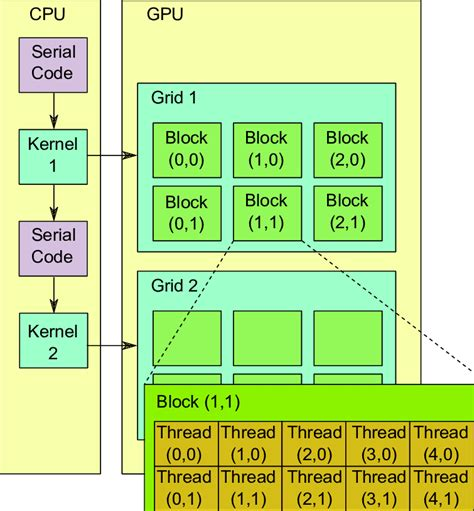 CPU
GPU
Serial
Code
Kernel
1
Serial
Code
Kernel
2
Grid 1
Block
(0,0)
Block
(1,0)
Block
(2,0)
Block
(0,1)
Block
(1,1)
Block
(2,1)
Grid 2
Block (1,1)
Thread
(0,0)
Thread
(1,0)
Thread
(2,0)
Thread
(3,0)
Thread
(4,0)
Thread
(0,1)
Thread
(1,1)
Thread
(2,1)
Thread
(3,1)
Thread
(4,1)